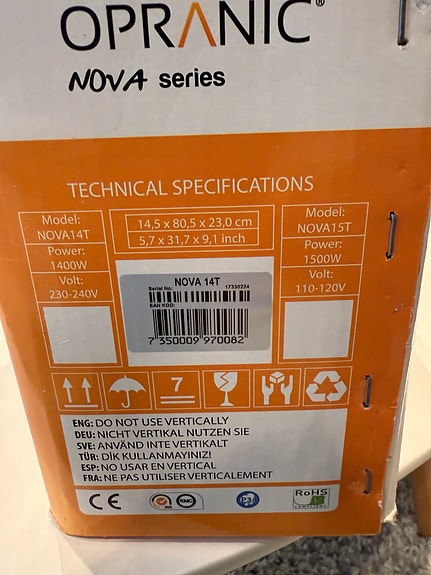 OPRANIC®
NOVA series
TECHNICAL SPECIFICATIONS
Model:
NOVA14T
Power:
1400W
Volt:
230-240V
14,5 x 80,5 x 23,0 cm
5,7 x 31,7 x 9,1 inch
Model:
NOVA15T
Power:
1500W
Volt:
110-120V
NOVA 14T
Serial No: 17330224
EAN KOD:
7 350009 970082
7
ENG: DO NOT USE VERTICALLY
DEU: NICHT VERTIKAL NUTZEN SIE
SVE: ANVÄND INTE VERTIKALT
TÜR: DİK KULLANMAYINIZ!
ESP: NO USAR EN VERTICAL
FRA: NE PAS UTILISER VERTICALEMENT
CE
EMC
RoHS
COMPLIANT